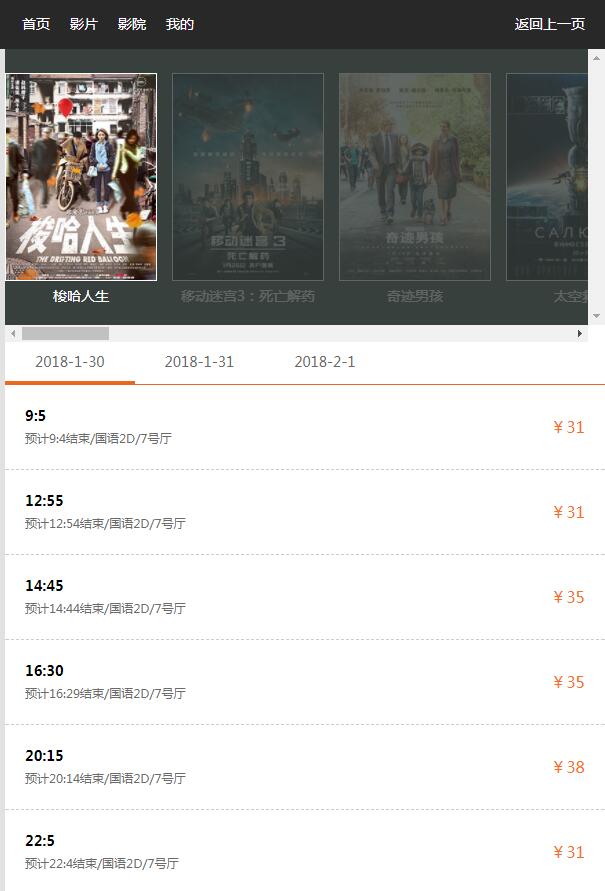 首页 影片 影院 我的 返回上一页
梭哈人生
THE DRIFTING RED BALLOON
移动迷宫3
死亡解药
奇迹男孩
САЛЮ
梭哈人生 移动迷宫3：死亡解药 奇迹男孩
2018-1-30 2018-1-31 2018-2-1
9:5
预计9:4结束/国语2D/7号厅
¥ 31
12:55
预计12:54结束/国语2D/7号厅
¥ 31
14:45
预计14:44结束/国语2D/7号厅
¥ 35
16:30
预计16:29结束/国语2D/7号厅
¥ 35
20:15
预计20:14结束/国语2D/7号厅
¥ 38
22:5
预计22:4结束/国语2D/7号厅
¥ 31